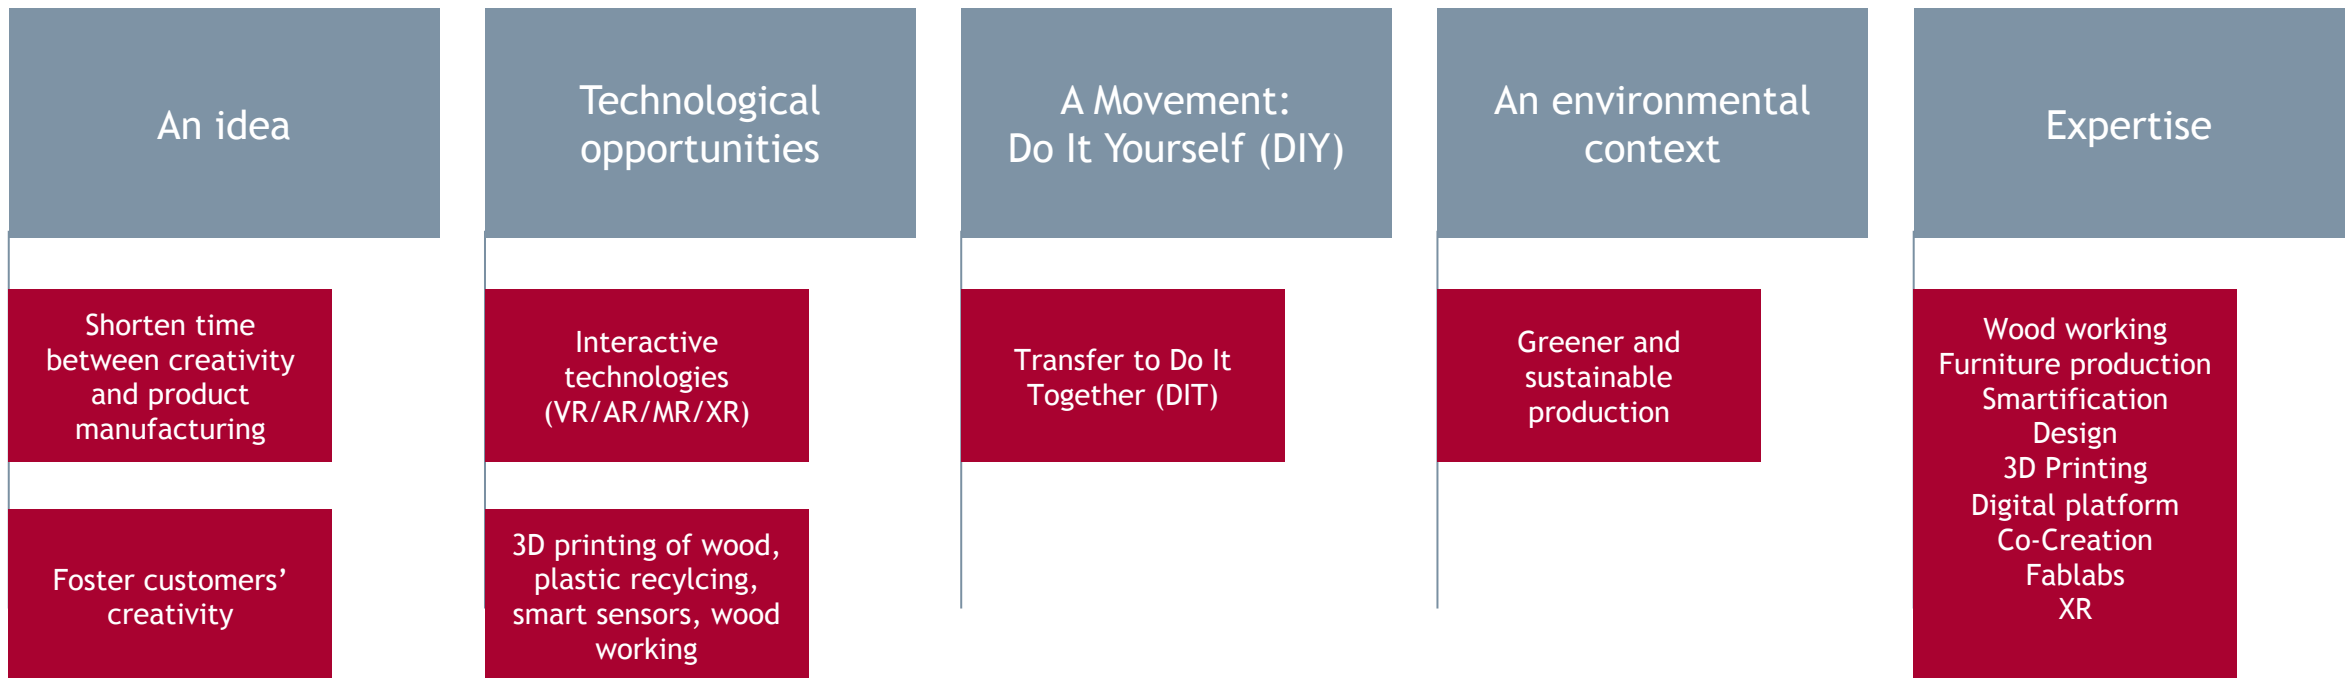 An idea
Shorten time
between creativity
and product
manufacturing
Foster customers’
creativity
Technological
opportunities
Interactive
technologies
(VR/AR/MR/XR)
3D printing of wood,
plastic recylcing,
smart sensors, wood
working
A Movement:
Do It Yourself (DIY)
Transfer to Do It
Together (DIT)
An environmental
context
Greener and
sustainable
production
Expertise
Wood working
Furniture production
Smartification
Design
3D Printing
Digital platform
Co-Creation
Fablabs
XR